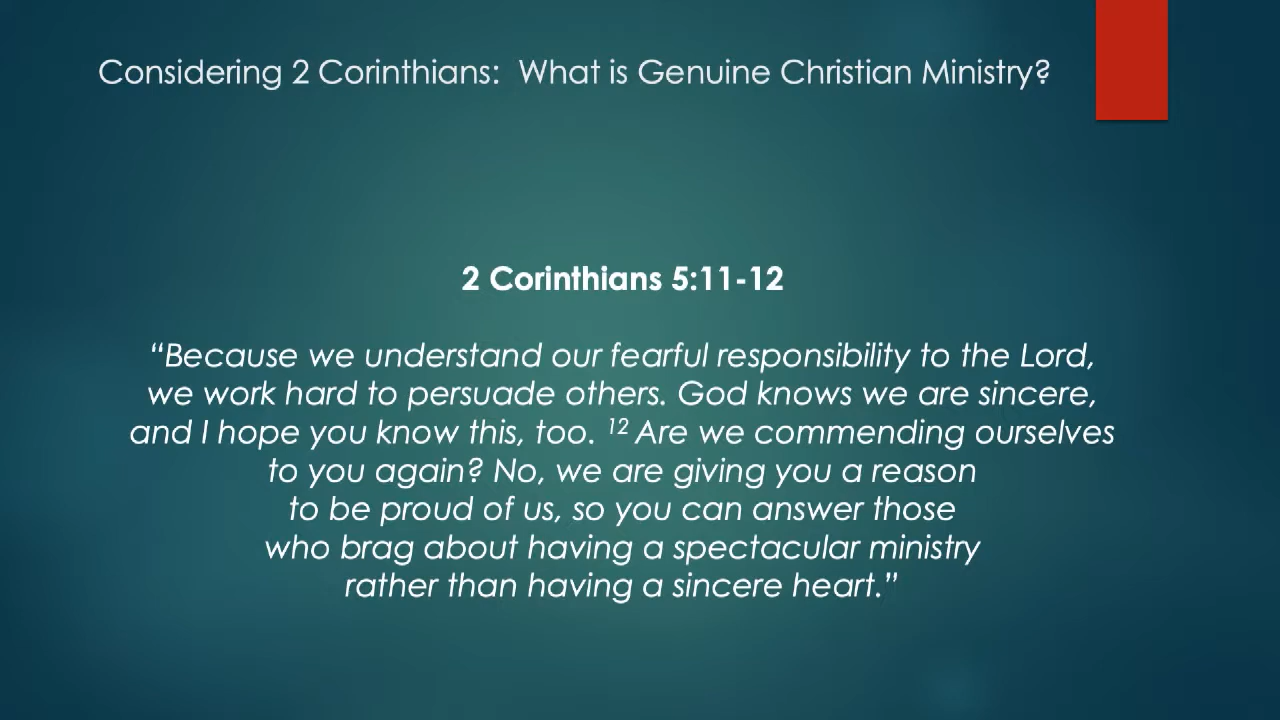 Considering 2 Corinthians:  What is Genuine Christian Ministry?
2 Corinthians 5:11-12
“Because we understand our fearful responsibility to the Lord,
we work hard to persuade others. God knows we are sincere,
and I hope you know this, too. ¹² Are we commending ourselves
to you again? No, we are giving you a reason
to be proud of us, so you can answer those
who brag about having a spectacular ministry
rather than having a sincere heart.”